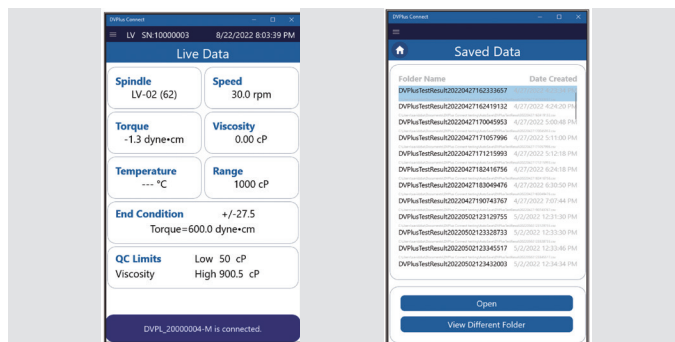 DVPlus Connect
LV SN:10000003 8/22/2022 8:03:39 PM
Live Data
Spindle
LV-02 (62)
Speed
30.0 rpm
Torque
-1.3 dyne•cm
Viscosity
0.00 cP
Temperature
--- °C
Range
1000 cP
End Condition +/-27.5
Torque=600.0 dyne•cm
QC Limits Low 50 cP
Viscosity High 900.5 cP
DVPL_20000004-M is connected.
DVPlus Connect
Saved Data
Folder Name Date Created
DVPlusTestResult20220427162333657
DVPlusTestResult20220427162419132 4/27/2022 4:24:20 PM
DVPlusTestResult20220427170045953 4/27/2022 5:00:48 PM
DVPlusTestResult20220427171057996 4/27/2022 5:11:00 PM
DVPlusTestResult20220427171215993 4/27/2022 5:12:18 PM
DVPlusTestResult20220427182416756 4/27/2022 6:24:18 PM
DVPlusTestResult20220427183049476 4/27/2022 6:30:50 PM
DVPlusTestResult20220427190743767 4/27/2022 7:07:44 PM
DVPlusTestResult20220502123129755 5/2/2022 12:31:30 PM
DVPlusTestResult20220502123328733 5/2/2022 12:33:30 PM
DVPlusTestResult20220502123345517 5/2/2022 12:33:46 PM
DVPlusTestResult20220502123432003 5/2/2022 12:34:34 PM
Open
View Different Folder